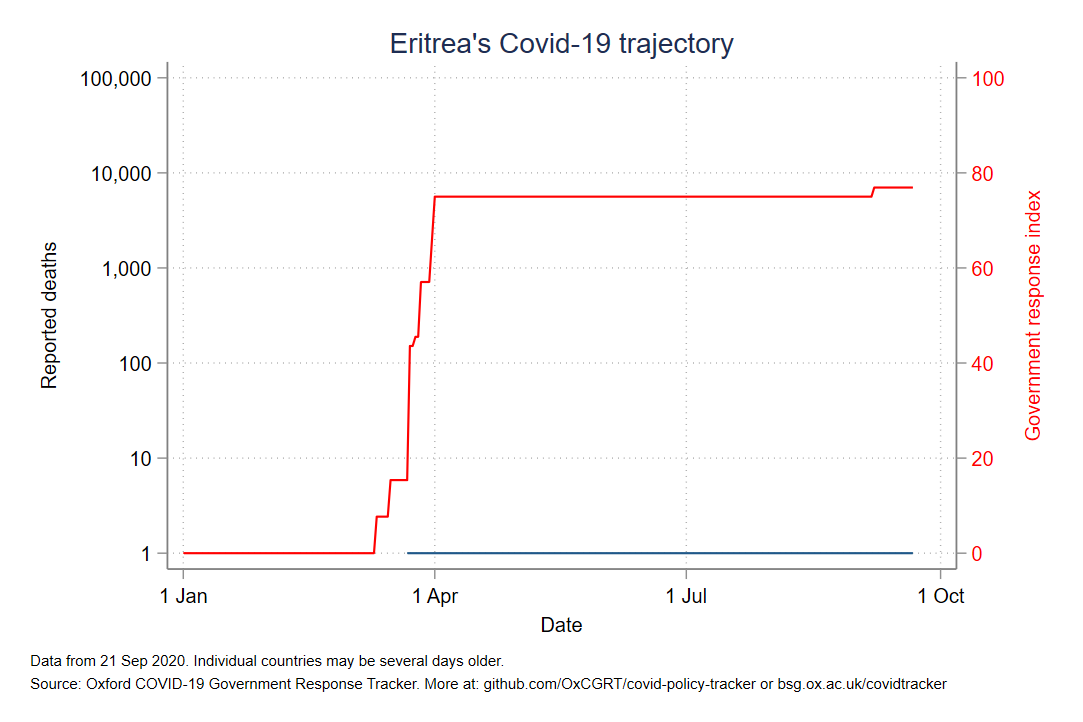 Eritrea's Covid-19 trajectory
100,000
10,000
1,000
100
10
1
Reported deaths
100
80
60
40
20
0
Government response index
1 Jan
1 Apr
1 Jul
1 Oct
Date
Data from 21 Sep 2020. Individual countries may be several days older.
Source: Oxford COVID-19 Government Response Tracker. More at: github.com/OxCGRT/covid-policy-tracker or bsg.ox.ac.uk/covidtracker